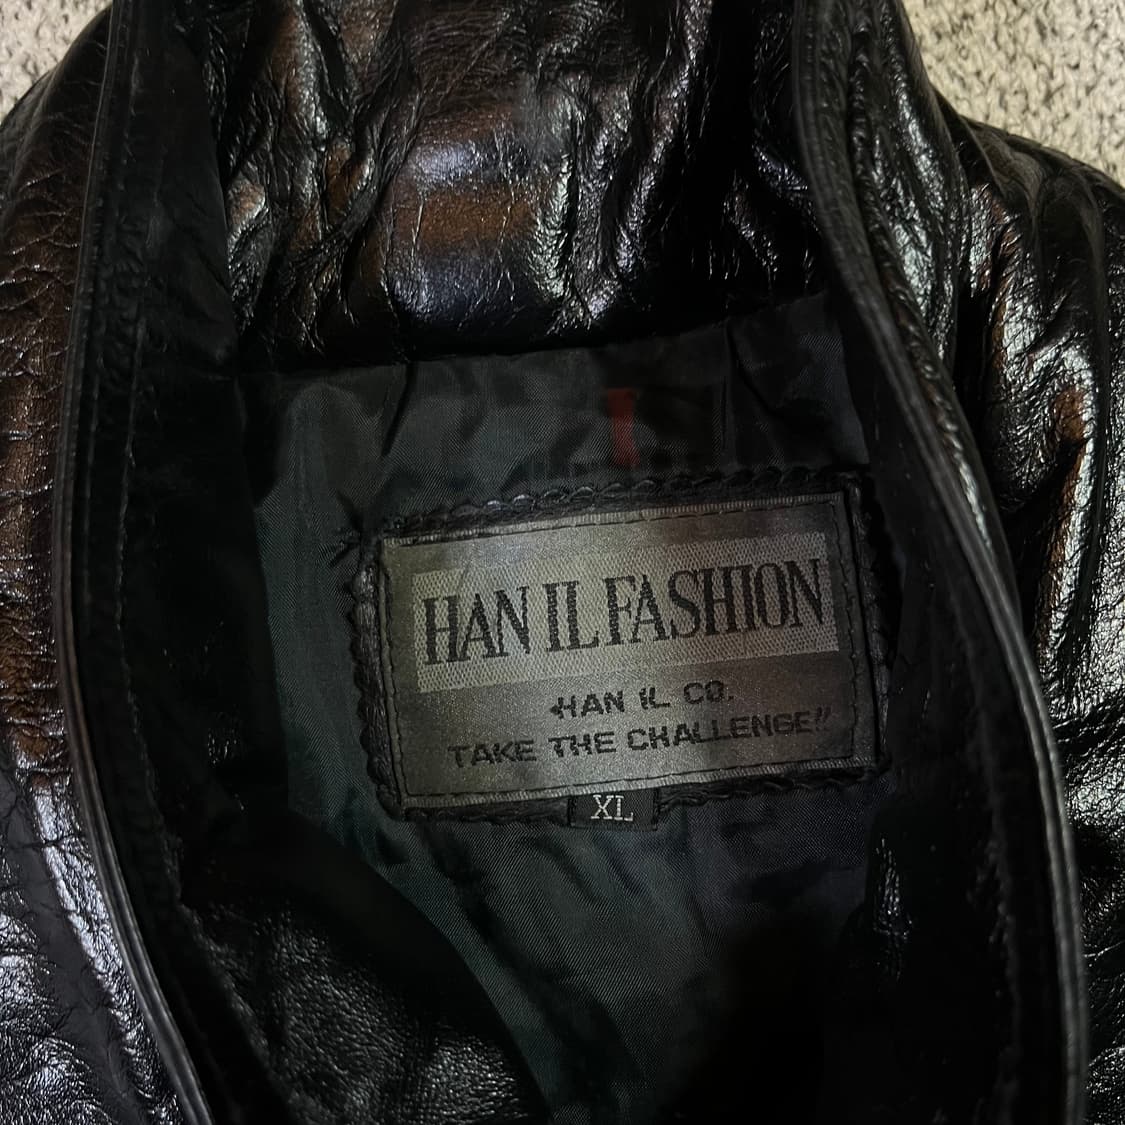 HAN IL FASHION
HAN IL CO.
TAKE THE CHALLENGE!!
XL